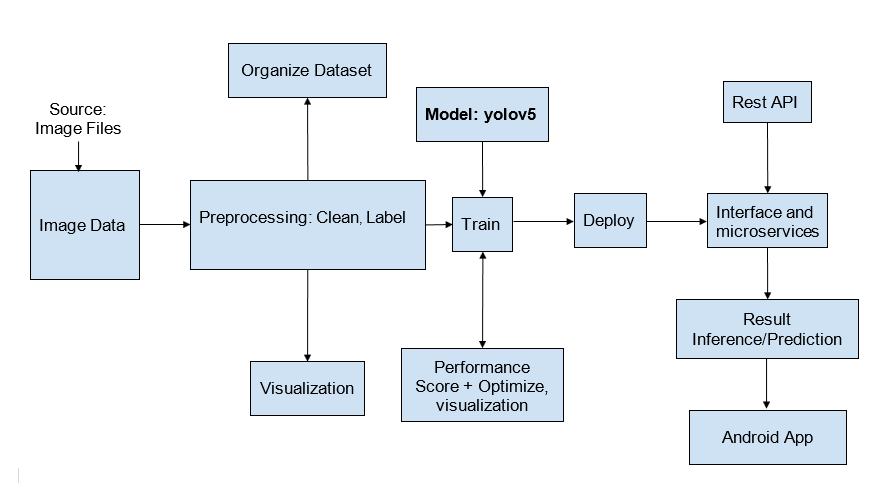 Organize Dataset
Source:
Image Files
Model: yolov5
Rest API
Image Data
Preprocessing: Clean, Label
Train
Deploy
Interface and
microservices
Result
Inference/Prediction
Visualization
Performance
Score + Optimize,
visualization
Android App